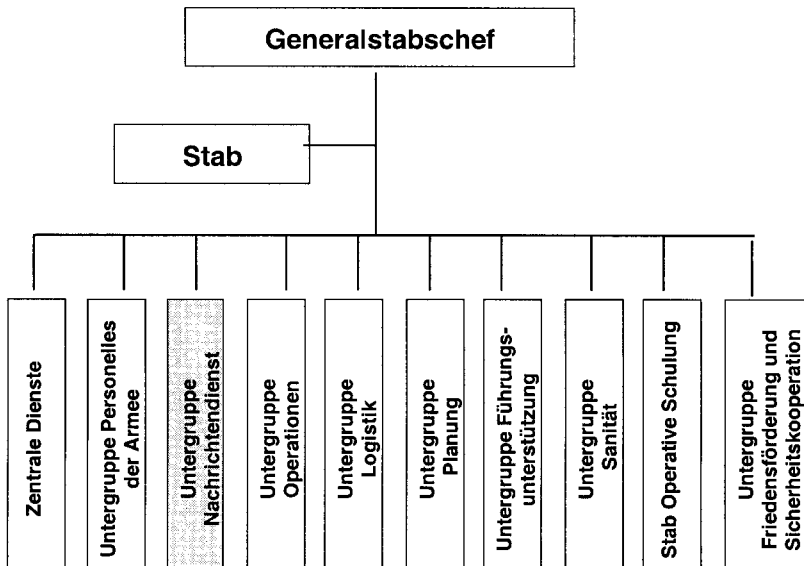 Generalstabschef
Stab
Zentrale Dienste
Untergruppe Personelles
der Armee
Untergruppe
Nachrichtendienst
Untergruppe
Operationen
Untergruppe
Logistik
Untergruppe
Planung
Untergruppe Führungs-
unterstützung
Untergruppe
Sanität
Stab Operative Schulung
Untergruppe
Friedensförderung und
Sicherheitskooperation